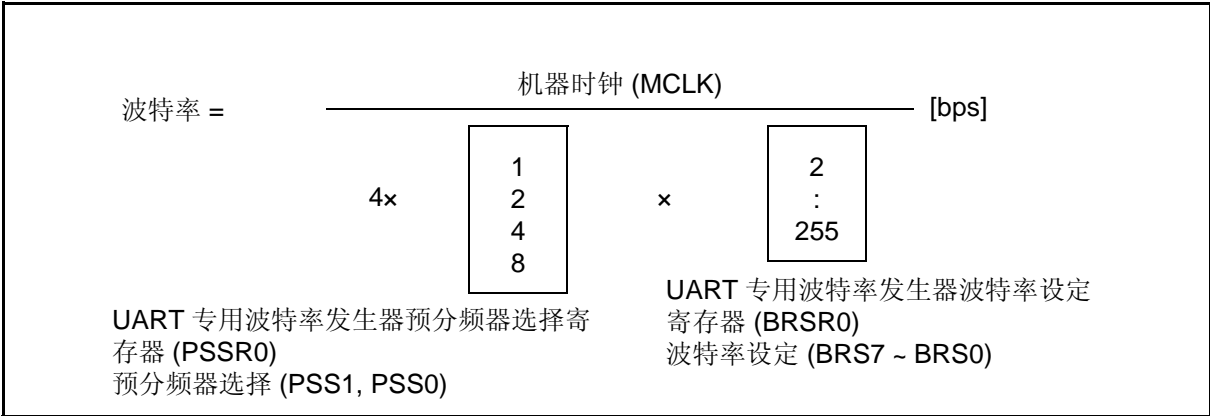 机器时钟 (MCLK)
波特率 =
[bps]
4×
1
2
4
8
×
2
:
255
UART 专用波特率发生器预分频器选择寄
存器 (PSSR0)
预分频器选择 (PSS1, PSS0)
UART 专用波特率发生器波特率设定
寄存器 (BRSR0)
波特率设定 (BRS7 ~ BRS0)